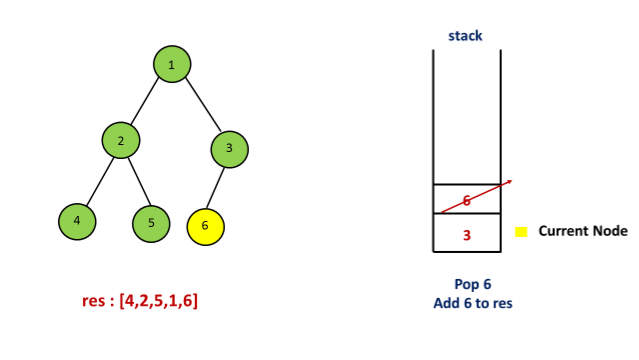 stack
1
2
3
4
5
6
6
3
Current Node
res : [4,2,5,1,6]
Pop 6
Add 6 to res